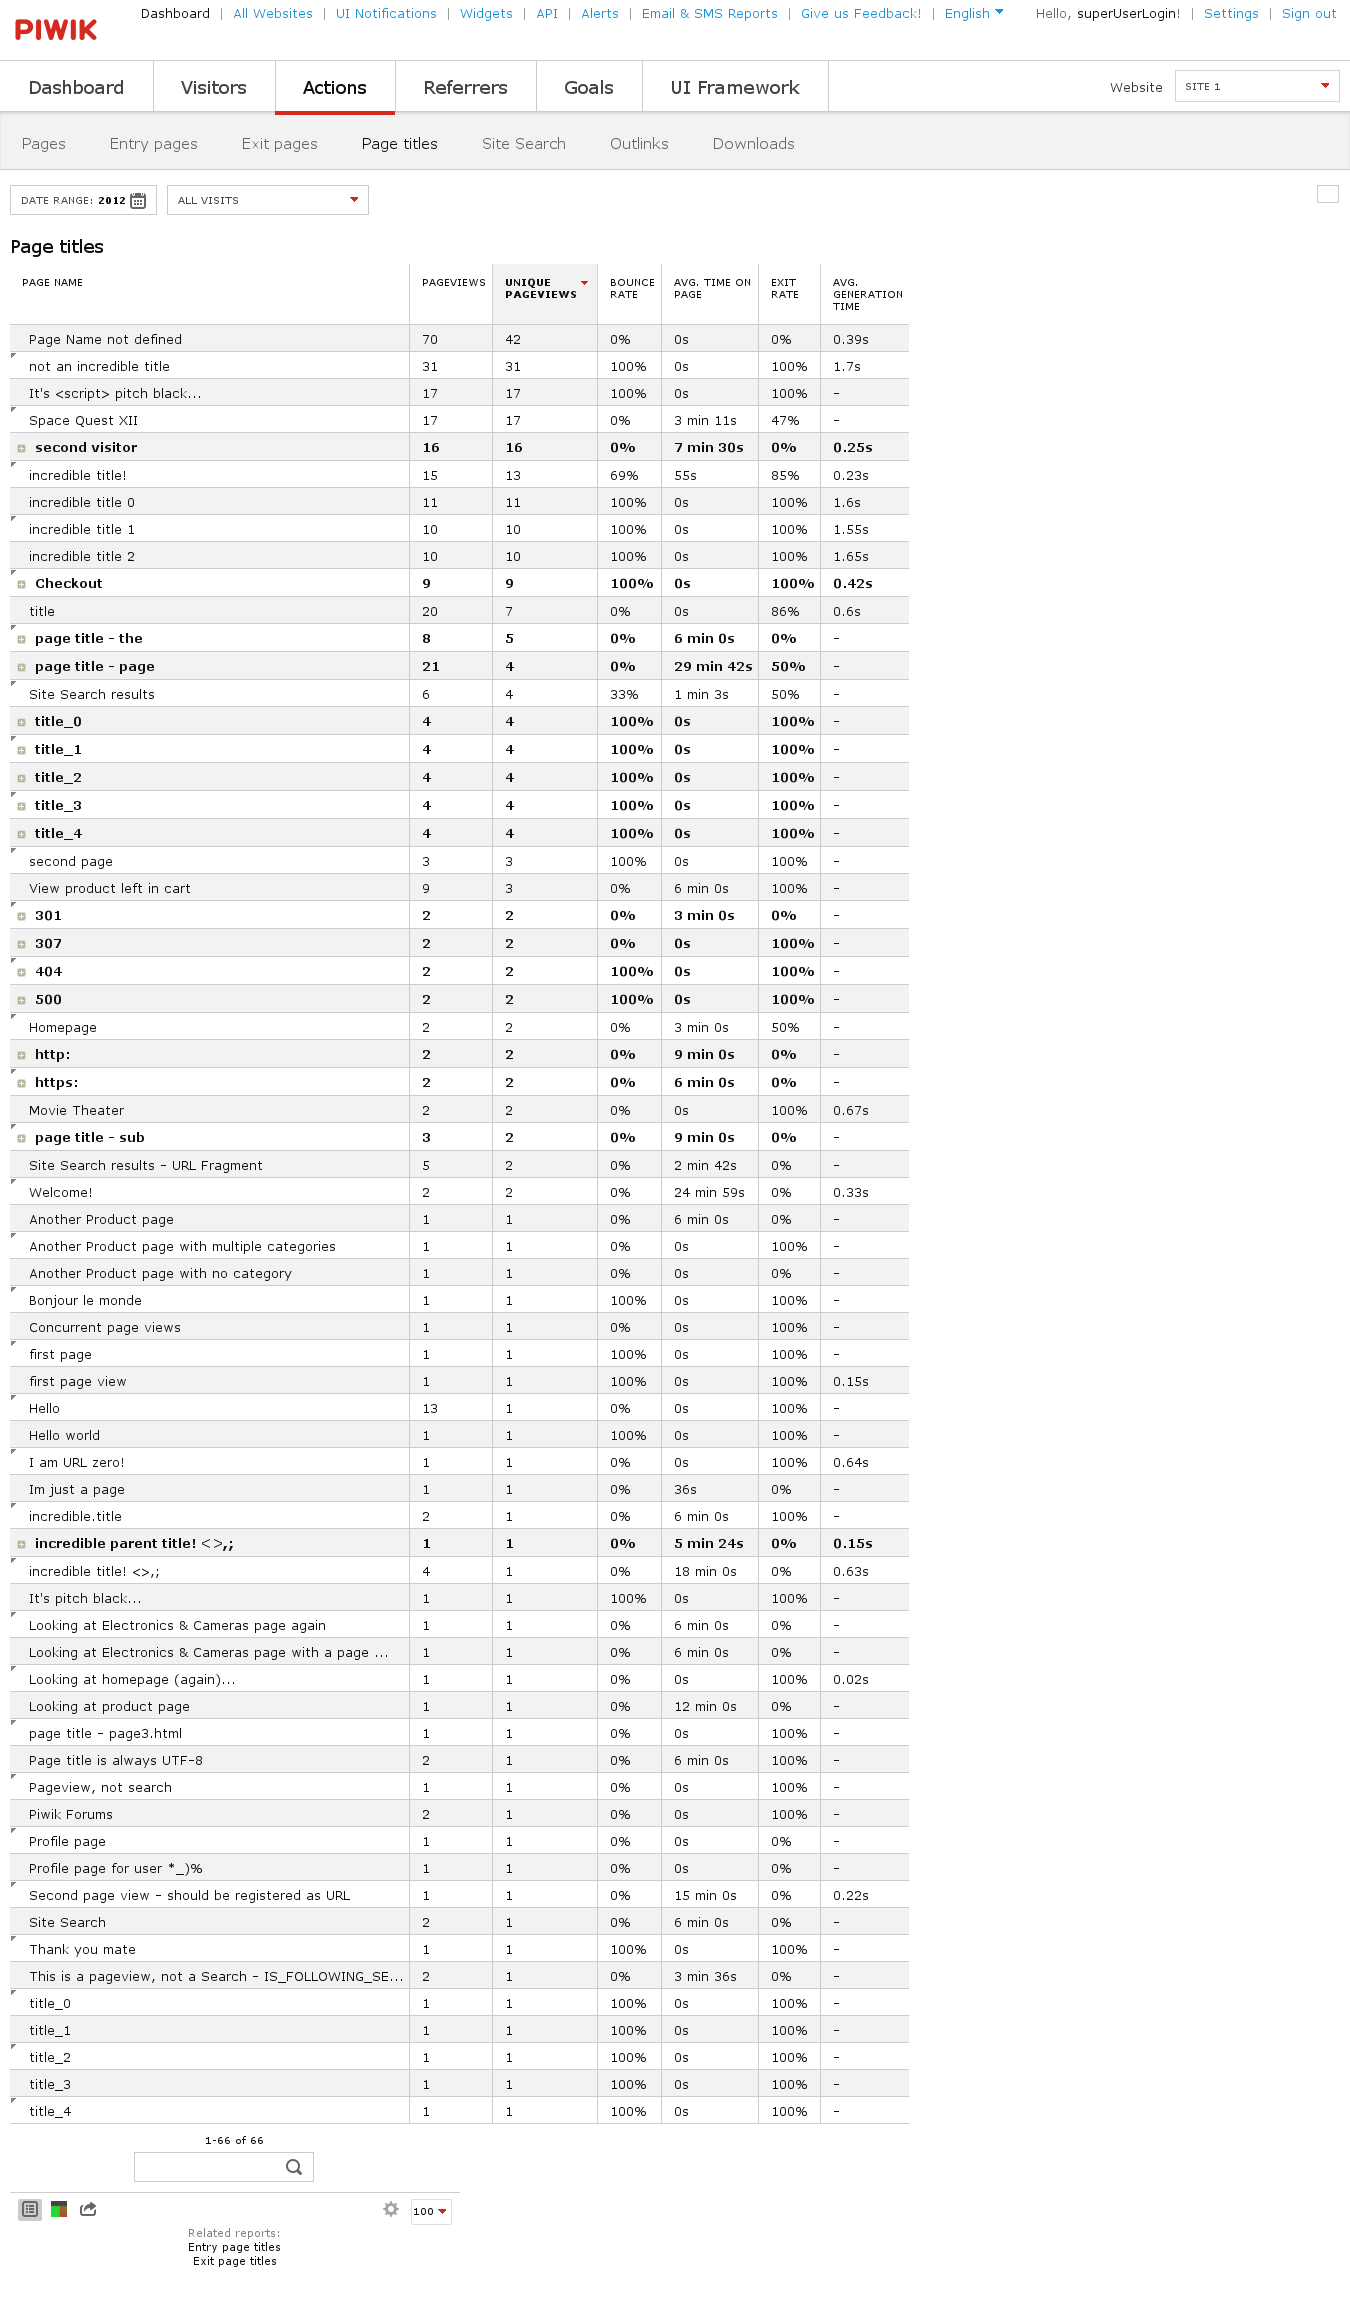 PIWIK
Dashboard | All Websites | UI Notifications | Widgets | API | Alerts | Email & SMS Reports | Give us Feedback! | English Hello, superUserLogin! | Settings | Sign out
Dashboard Visitors Actions Referrers Goals UI Framework Website SITE 1
Pages Entry pages Exit pages Page titles Site Search Outlinks Downloads
DATE RANGE: 2012 ALL VISITS
Page titles
PAGE NAME PAGEVIEWS UNIQUE PAGEVIEWS BOUNCE RATE AVG. TIME ON PAGE EXIT RATE AVG. GENERATION TIME
Page Name not defined 70 42 0% 0s 0% 0.39s
not an incredible title 31 31 100% 0s 100% 1.7s
It's <script> pitch black... 17 17 100% 0s 100% -
Space Quest XII 17 17 0% 3 min 11s 47% -
second visitor 16 16 0% 7 min 30s 0% 0.25s
incredible title! 15 13 69% 55s 85% 0.23s
incredible title 0 11 11 100% 0s 100% 1.6s
incredible title 1 10 10 100% 0s 100% 1.55s
incredible title 2 10 10 100% 0s 100% 1.65s
Checkout 9 9 100% 0s 100% 0.42s
title 20 7 0% 0s 86% 0.6s
page title - the 8 5 0% 6 min 0s 0% -
page title - page 21 4 0% 29 min 42s 50% -
Site Search results 6 4 33% 1 min 3s 50% -
title_0 4 4 100% 0s 100% -
title_1 4 4 100% 0s 100% -
title_2 4 4 100% 0s 100% -
title_3 4 4 100% 0s 100% -
title_4 4 4 100% 0s 100% -
second page 3 3 100% 0s 100% -
View product left in cart 9 3 0% 6 min 0s 100% -
301 2 2 0% 3 min 0s 0% -
307 2 2 0% 0s 100% -
404 2 2 100% 0s 100% -
500 2 2 100% 0s 100% -
Homepage 2 2 0% 3 min 0s 50% -
http: 2 2 0% 9 min 0s 0% -
https: 2 2 0% 6 min 0s 0% -
Movie Theater 2 2 0% 0s 100% 0.67s
page title - sub 3 2 0% 9 min 0s 0% -
Site Search results - URL Fragment 5 2 0% 2 min 42s 0% -
Welcome! 2 2 0% 24 min 59s 0% 0.33s
Another Product page 1 1 0% 6 min 0s 0% -
Another Product page with multiple categories 1 1 0% 0s 100% -
Another Product page with no category 1 1 0% 0s 0% -
Bonjour le monde 1 1 100% 0s 100% -
Concurrent page views 1 1 0% 0s 100% -
first page 1 1 100% 0s 100% -
first page view 1 1 100% 0s 100% 0.15s
Hello 13 1 0% 0s 100% -
Hello world 1 1 100% 0s 100% -
I am URL zero! 1 1 0% 0s 100% 0.64s
Im just a page 1 1 0% 36s 0% -
incredible.title 2 1 0% 6 min 0s 100% -
incredible parent title! <>,; 1 1 0% 5 min 24s 0% 0.15s
incredible title! <>,; 4 1 0% 18 min 0s 0% 0.63s
It's pitch black... 1 1 100% 0s 100% -
Looking at Electronics & Cameras page again 1 1 0% 6 min 0s 0% -
Looking at Electronics & Cameras page with a page ... 1 1 0% 6 min 0s 0% -
Looking at homepage (again)... 1 1 0% 0s 100% 0.02s
Looking at product page 1 1 0% 12 min 0s 0% -
page title - page3.html 1 1 0% 0s 100% -
Page title is always UTF-8 2 1 0% 6 min 0s 100% -
Pageview, not search 1 1 0% 0s 100% -
Piwik Forums 2 1 0% 0s 100% -
Profile page 1 1 0% 0s 0% -
Profile page for user *_)% 1 1 0% 0s 0% -
Second page view - should be registered as URL 1 1 0% 15 min 0s 0% 0.22s
Site Search 2 1 0% 6 min 0s 0% -
Thank you mate 1 1 100% 0s 100% -
This is a pageview, not a Search - IS_FOLLOWING_SE... 2 1 0% 3 min 36s 0% -
title_0 1 1 100% 0s 100% -
title_1 1 1 100% 0s 100% -
title_2 1 1 100% 0s 100% -
title_3 1 1 100% 0s 100% -
title_4 1 1 100% 0s 100% -
1-66 of 66
100
Related reports:
Entry page titles
Exit page titles